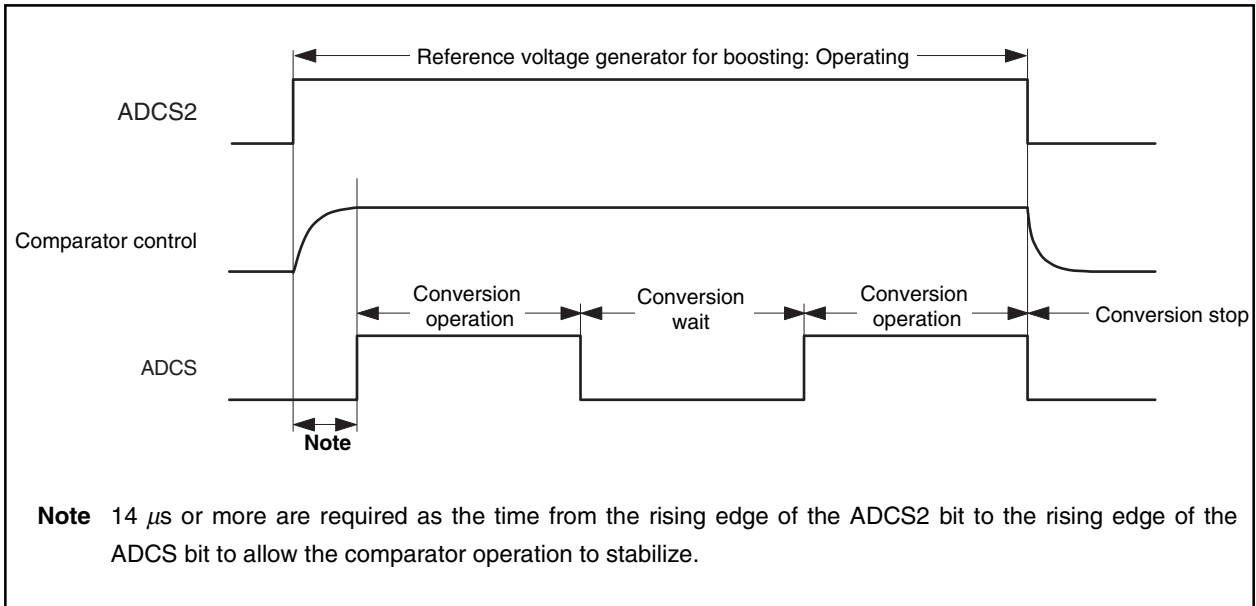 Reference voltage generator for boosting: Operating
ADCS2
Comparator control
Conversion
operation
Conversion
wait
Conversion
operation
Conversion stop
ADCS
Note
Note 14 μs or more are required as the time from the rising edge of the ADCS2 bit to the rising edge of the
ADCS bit to allow the comparator operation to stabilize.